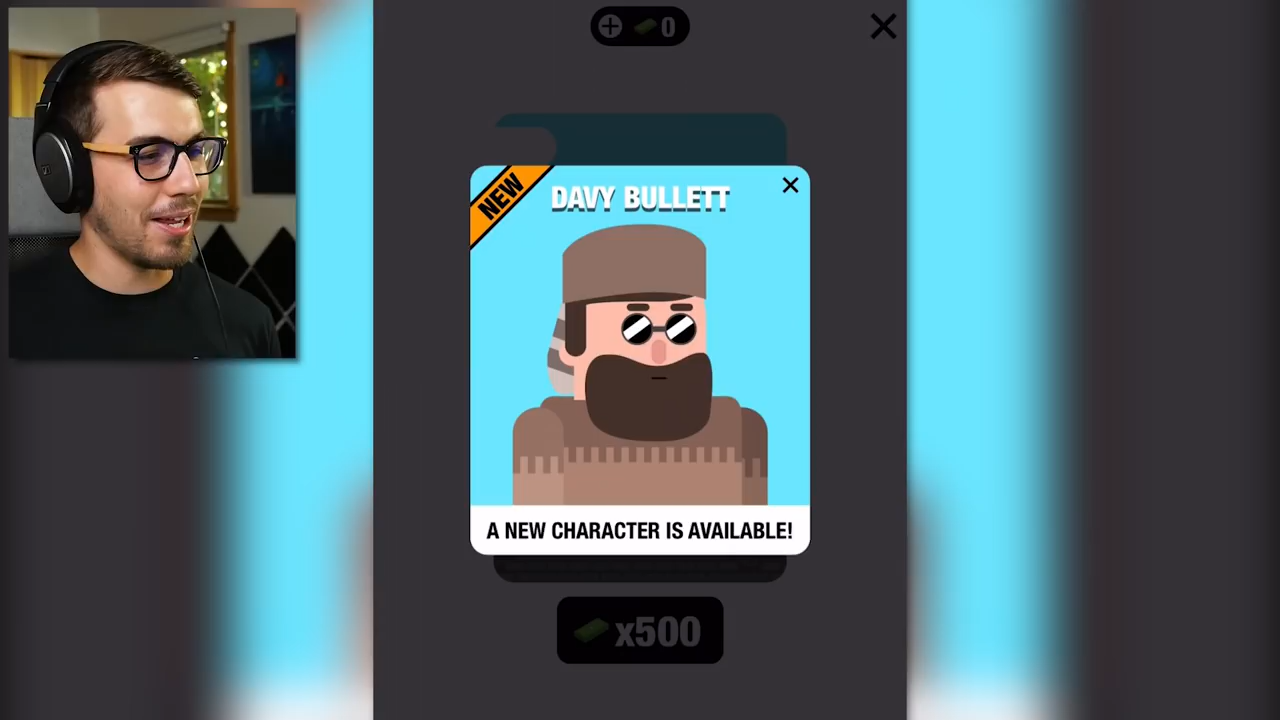 0
NEW
DAVY BULLETT
A NEW CHARACTER IS AVAILABLE!
x500